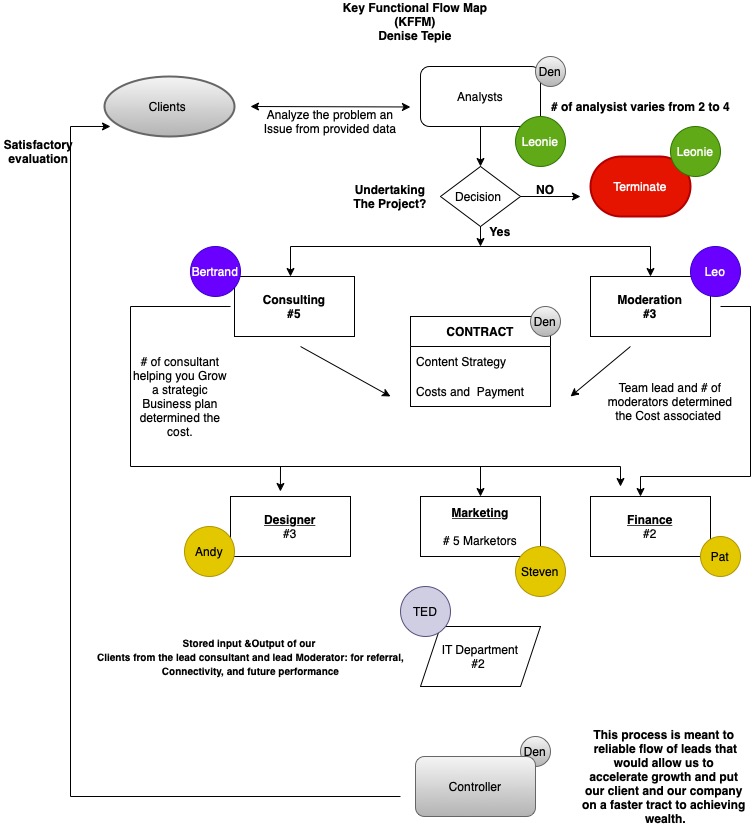 Key Functional Flow Map
(KFFM)
Denise Tepie
Den
Clients
Analysts
Analyze the problem an
Issue from provided data
# of analysist varies from 2 to 4
Leonie
Satisfactory
evaluation
Leonie
Undertaking
The Project?
Decision
NO
Terminate
Yes
Bertrand
Leo
Consulting
#5
Moderation
#3
Den
CONTRACT
Content Strategy
Costs and Payment
# of consultant
helping you Grow
a strategic
Business plan
determined the
cost.
Team lead and # of
moderators determined
the Cost associated
Designer
#3
Marketing
# 5 Marketors
Finance
#2
Andy
Steven
Pat
TED
Stored input &Output of our
Clients from the lead consultant and lead Moderator: for referral,
Connectivity, and future performance
IT Department
#2
Den
Controller
This process is meant to
reliable flow of leads that
would allow us to
accelerate growth and put
our client and our company
on a faster tract to achieving
wealth.